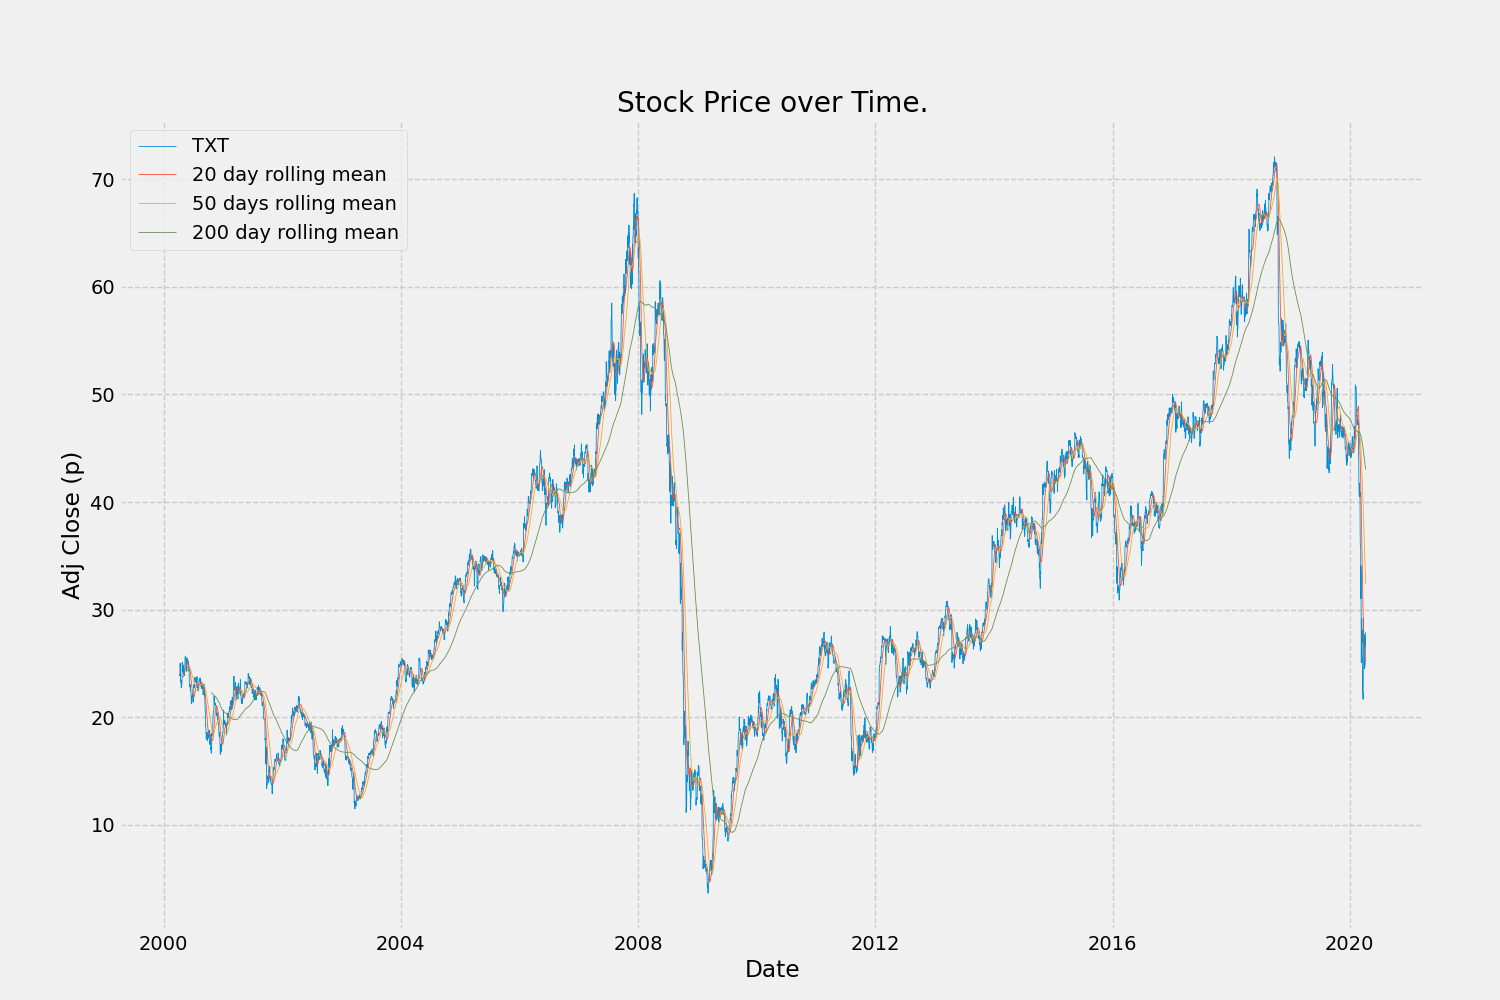 Stock Price over Time.
TXT
20 day rolling mean
50 days rolling mean
200 day rolling mean
Adj Close (p)
70
60
50
40
30
20
10
2000 2004 2008 2012 2016 2020
Date